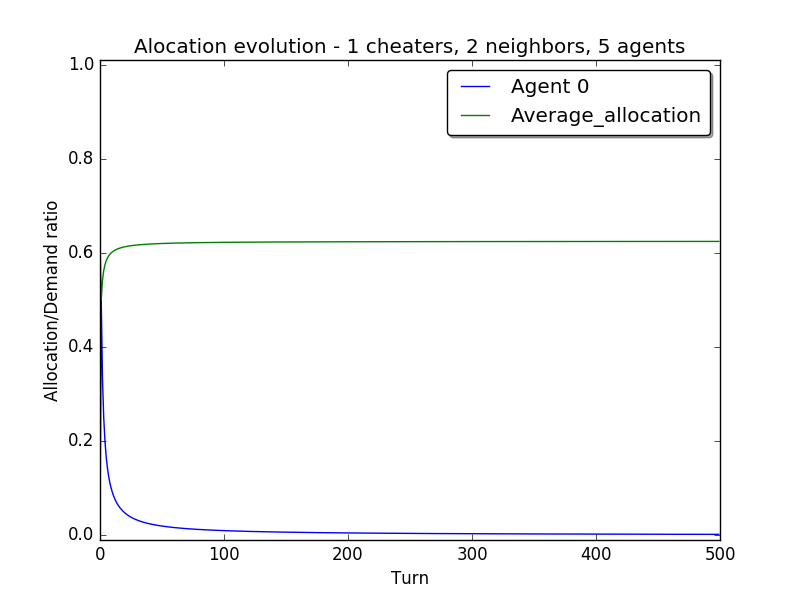 Alocation evolution - 1 cheaters, 2 neighbors, 5 agents
Agent 0
Average_allocation
Allocation/Demand ratio
1.0
0.8
0.6
0.4
0.2
0.0
0 100 200 300 400 500
Turn